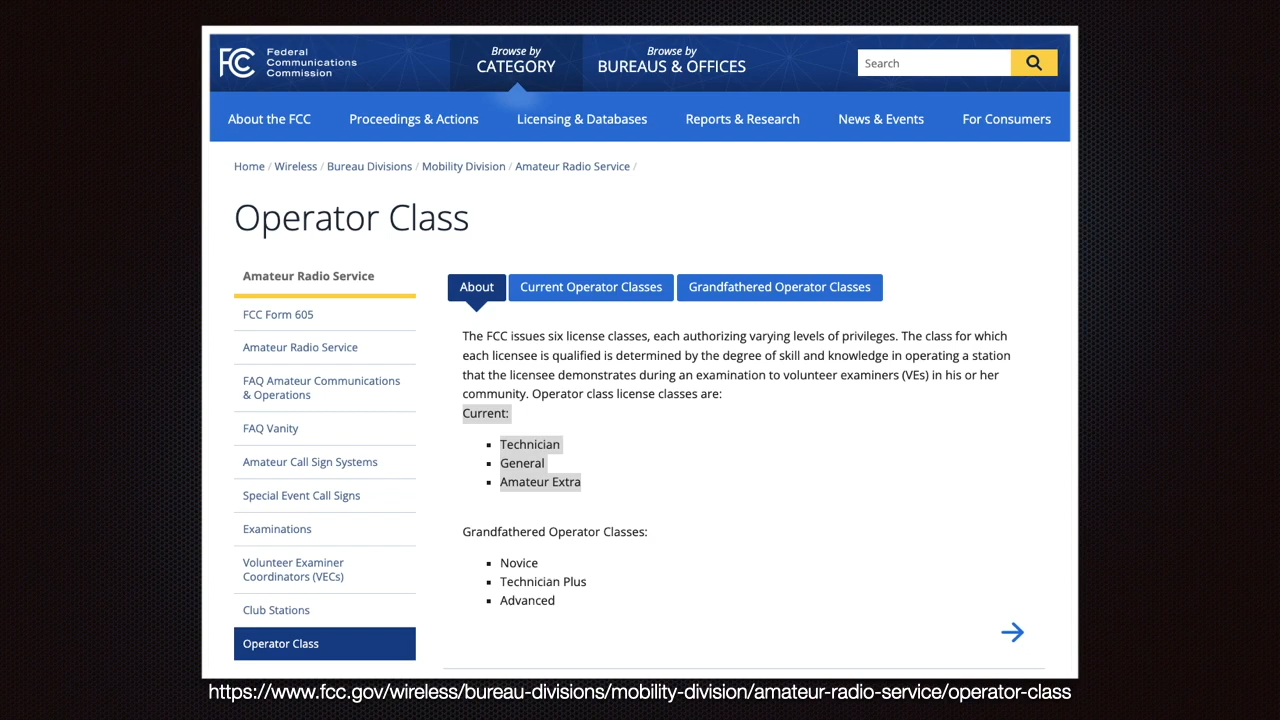 FCC Federal
Communications
Commission
Browse by
CATEGORY
Browse by
BUREAUS & OFFICES
Search
About the FCC
Proceedings & Actions
Licensing & Databases
Reports & Research
News & Events
For Consumers
Home / Wireless / Bureau Divisions / Mobility Division / Amateur Radio Service /
Operator Class
Amateur Radio Service
FCC Form 605
Amateur Radio Service
FAQ Amateur Communications
& Operations
FAQ Vanity
Amateur Call Sign Systems
Special Event Call Signs
Examinations
Volunteer Examiner
Coordinators (VECs)
Club Stations
Operator Class
About
Current Operator Classes
Grandfathered Operator Classes
The FCC issues six license classes, each authorizing varying levels of privileges. The class for which
each licensee is qualified is determined by the degree of skill and knowledge in operating a station
that the licensee demonstrates during an examination to volunteer examiners (VEs) in his or her
community. Operator class license classes are:
Current:
▪ Technician
▪ General
▪ Amateur Extra
Grandfathered Operator Classes:
▪ Novice
▪ Technician Plus
▪ Advanced
https://www.fcc.gov/wireless/bureau-divisions/mobility-division/amateur-radio-service/operator-class